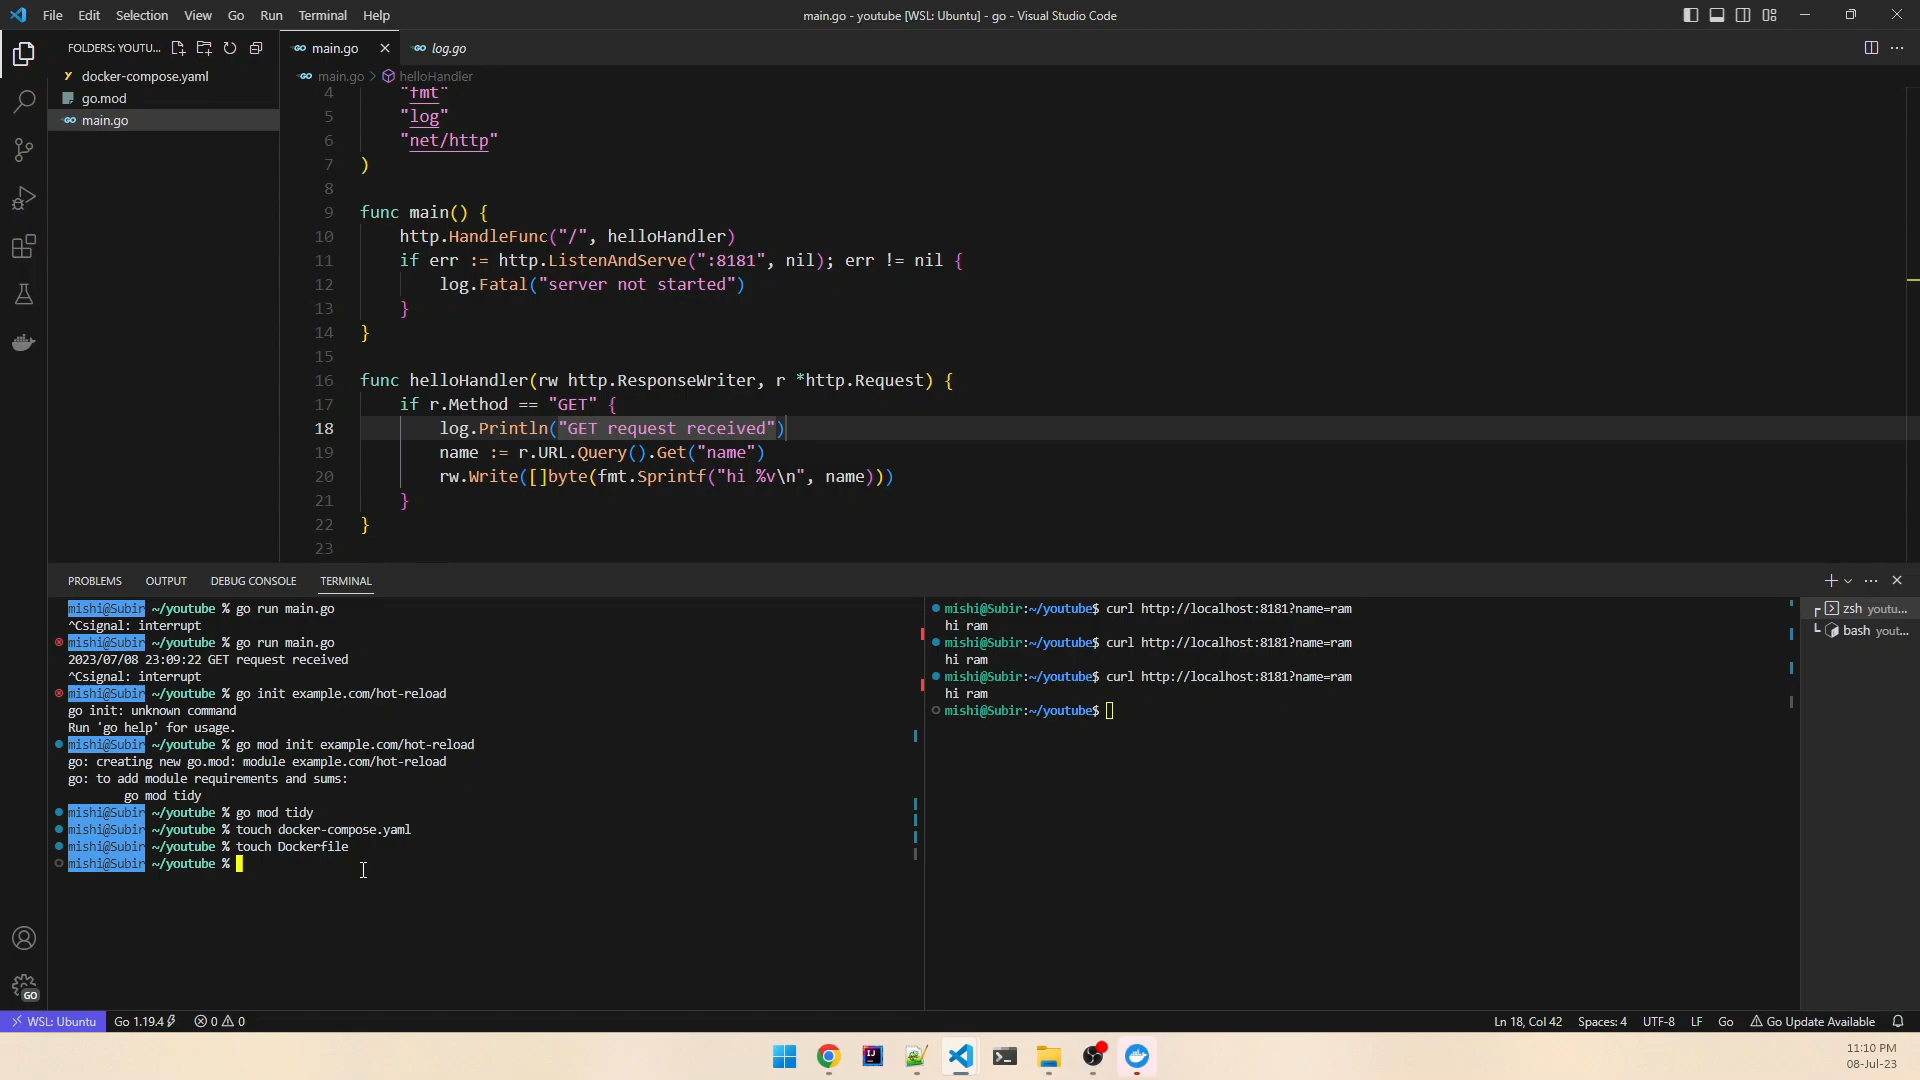 File Edit Selection View Go Run Terminal Help
main.go - youtube [WSL: Ubuntu] - go - Visual Studio Code
FOLDERS: YOUTU...
docker-compose.yaml
go.mod
main.go
main.go
log.go
main.go > helloHandler
4 "fmt"
5 "log"
6 "net/http"
7 )
8
9 func main() {
10 http.HandleFunc("/", helloHandler)
11 if err := http.ListenAndServe(":8181", nil); err != nil {
12 log.Fatal("server not started")
13 }
14 }
15
16 func helloHandler(rw http.ResponseWriter, r *http.Request) {
17 if r.Method == "GET" {
18 log.Println("GET request received")
19 name := r.URL.Query().Get("name")
20 rw.Write([]byte(fmt.Sprintf("hi %v\n", name)))
21 }
22 }
23
PROBLEMS OUTPUT DEBUG CONSOLE TERMINAL
mishi@Subir ~/youtube % go run main.go
^Csignal: interrupt
mishi@Subir ~/youtube % go run main.go
2023/07/08 23:09:22 GET request received
^Csignal: interrupt
mishi@Subir ~/youtube % go init example.com/hot-reload
go init: unknown command
Run 'go help' for usage.
mishi@Subir ~/youtube % go mod init example.com/hot-reload
go: creating new go.mod: module example.com/hot-reload
go: to add module requirements and sums:
go mod tidy
mishi@Subir ~/youtube % go mod tidy
mishi@Subir ~/youtube % touch docker-compose.yaml
mishi@Subir ~/youtube % touch Dockerfile
mishi@Subir ~/youtube %
mishi@Subir:~/youtube$ curl http://localhost:8181?name=ram
hi ram
mishi@Subir:~/youtube$ curl http://localhost:8181?name=ram
hi ram
mishi@Subir:~/youtube$ curl http://localhost:8181?name=ram
hi ram
mishi@Subir:~/youtube$
zsh youtu...
bash yout...
GO
WSL: Ubuntu Go 1.19.4 0 0
Ln 18, Col 42 Spaces: 4 UTF-8 LF Go Go Update Available
11:10 PM
08-Jul-23